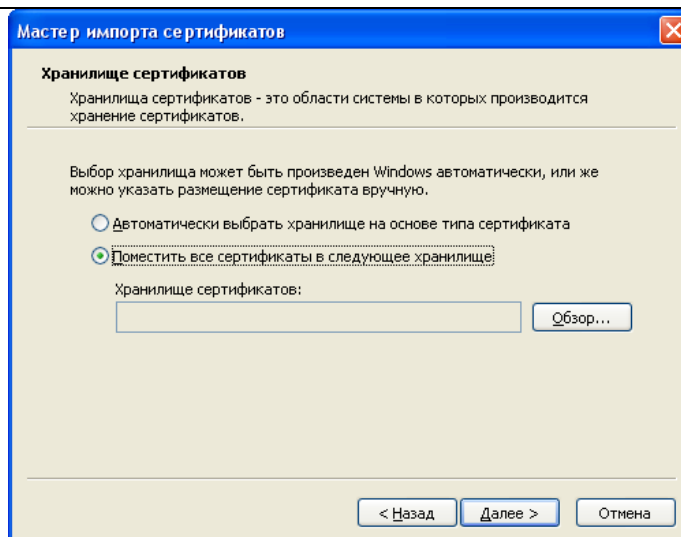 Мастер импорта сертификатов
Хранилище сертификатов
Хранилища сертификатов - это области системы в которых производится
хранение сертификатов.
Выбор хранилища может быть произведен Windows автоматически, или же
можно указать размещение сертификата вручную.
Автоматически выбрать хранилище на основе типа сертификата
Поместить все сертификаты в следующее хранилище
Хранилище сертификатов:
Обзор...
< Назад Далее > Отмена